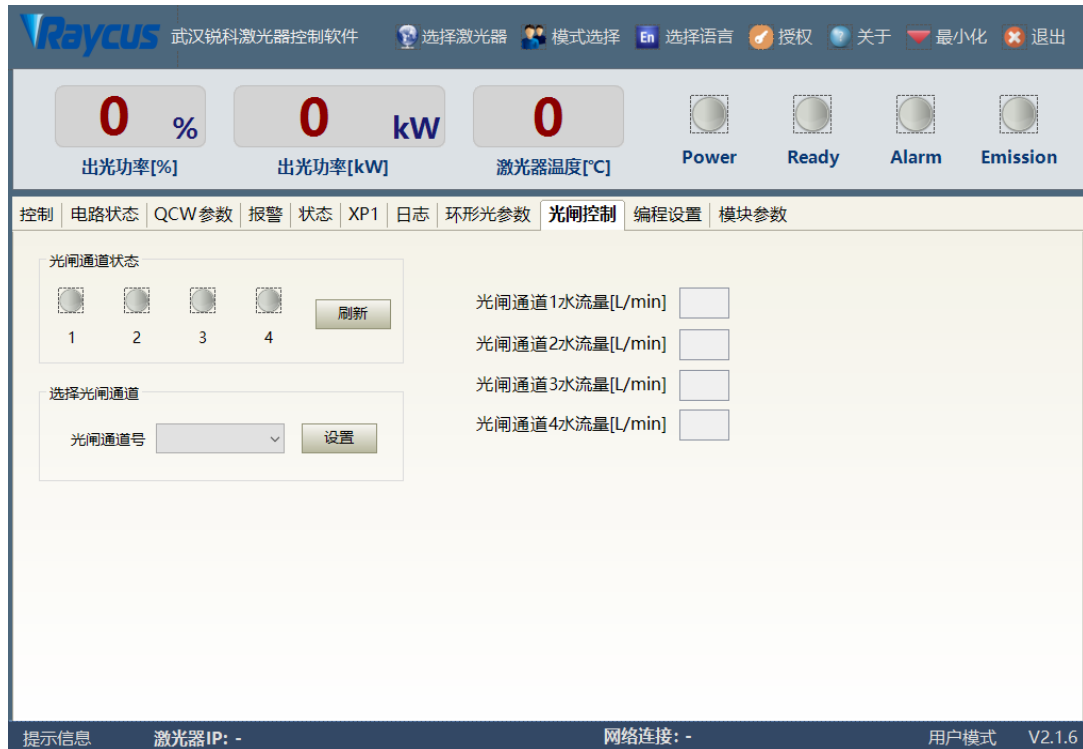 Raycus 武汉锐科激光器控制软件 选择激光器 模式选择 En 选择语言 授权 关于 最小化 退出
0 % 0 kW 0
出光功率[%] 出光功率[kW] 激光器温度[℃] Power Ready Alarm Emission
控制 电路状态 QCW参数 报警 状态 XP1 日志 环形光参数 光闸控制 编程设置 模块参数
光闸通道状态
1 2 3 4 刷新
选择光闸通道
光闸通道号 设置
光闸通道1水流量[L/min]
光闸通道2水流量[L/min]
光闸通道3水流量[L/min]
光闸通道4水流量[L/min]
提示信息 激光器IP: - 网络连接: - 用户模式 V2.1.6